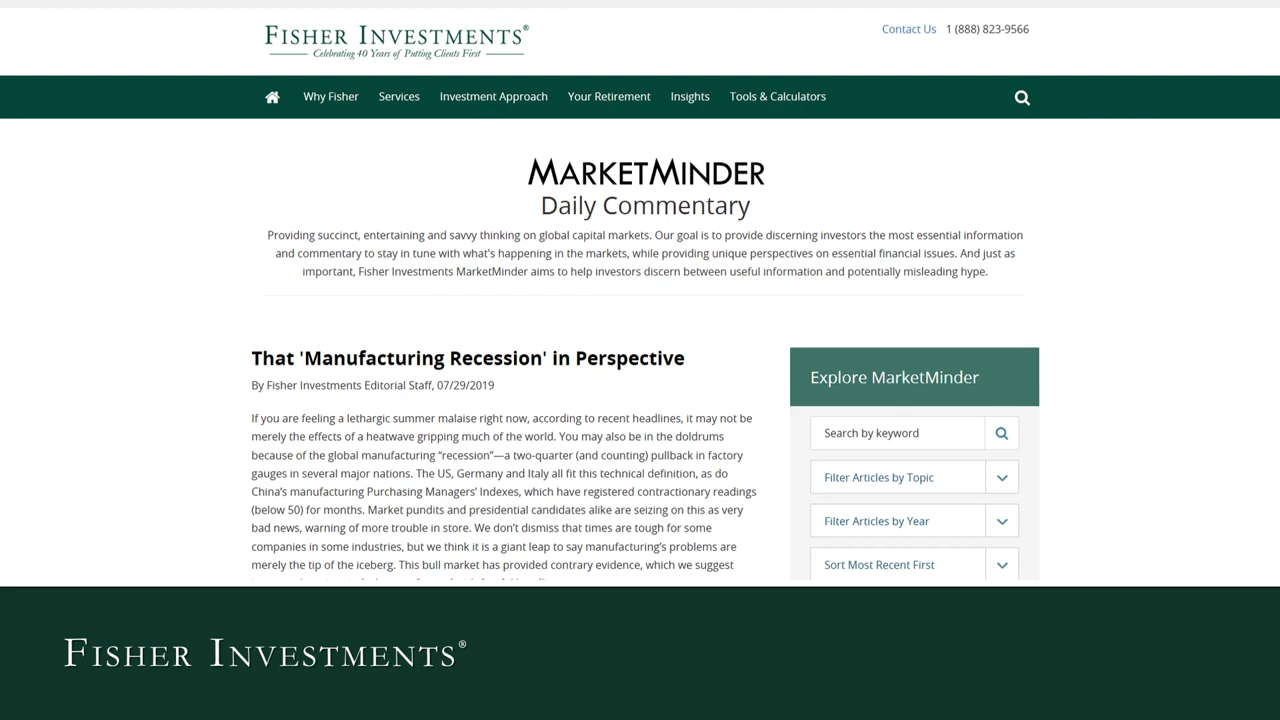 FISHER INVESTMENTS®
Celebrating 40 Years of Putting Clients First
Contact Us 1 (888) 823-9566
Why Fisher Services Investment Approach Your Retirement Insights Tools & Calculators
MARKETMINDER
Daily Commentary
Providing succinct, entertaining and savvy thinking on global capital markets. Our goal is to provide discerning investors the most essential information
and commentary to stay in tune with what's happening in the markets, while providing unique perspectives on essential financial issues. And just as
important, Fisher Investments MarketMinder aims to help investors discern between useful information and potentially misleading hype.
That 'Manufacturing Recession' in Perspective
By Fisher Investments Editorial Staff, 07/29/2019
If you are feeling a lethargic summer malaise right now, according to recent headlines, it may not be
merely the effects of a heatwave gripping much of the world. You may also be in the doldrums
because of the global manufacturing “recession”—a two-quarter (and counting) pullback in factory
gauges in several major nations. The US, Germany and Italy all fit this technical definition, as do
China’s manufacturing Purchasing Managers’ Indexes, which have registered contractionary readings
(below 50) for months. Market pundits and presidential candidates alike are seizing on this as very
bad news, warning of more trouble in store. We don’t dismiss that times are tough for some
companies in some industries, but we think it is a giant leap to say manufacturing’s problems are
merely the tip of the iceberg. This bull market has provided contrary evidence, which we suggest
Explore MarketMinder
Search by keyword
Filter Articles by Topic
Filter Articles by Year
Sort Most Recent First
FISHER INVESTMENTS®